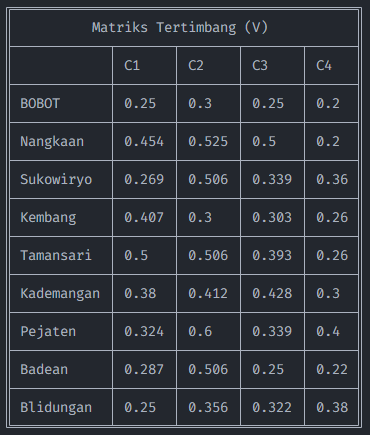 Matriks Tertimbang (V)
C1 C2 C3 C4
BOBOT 0.25 0.3 0.25 0.2
Nangkaan 0.454 0.525 0.5 0.2
Sukowiryo 0.269 0.506 0.339 0.36
Kembang 0.407 0.3 0.303 0.26
Tamansari 0.5 0.506 0.393 0.26
Kademangan 0.38 0.412 0.428 0.3
Pejaten 0.324 0.6 0.339 0.4
Badean 0.287 0.506 0.25 0.22
Blidungan 0.25 0.356 0.322 0.38